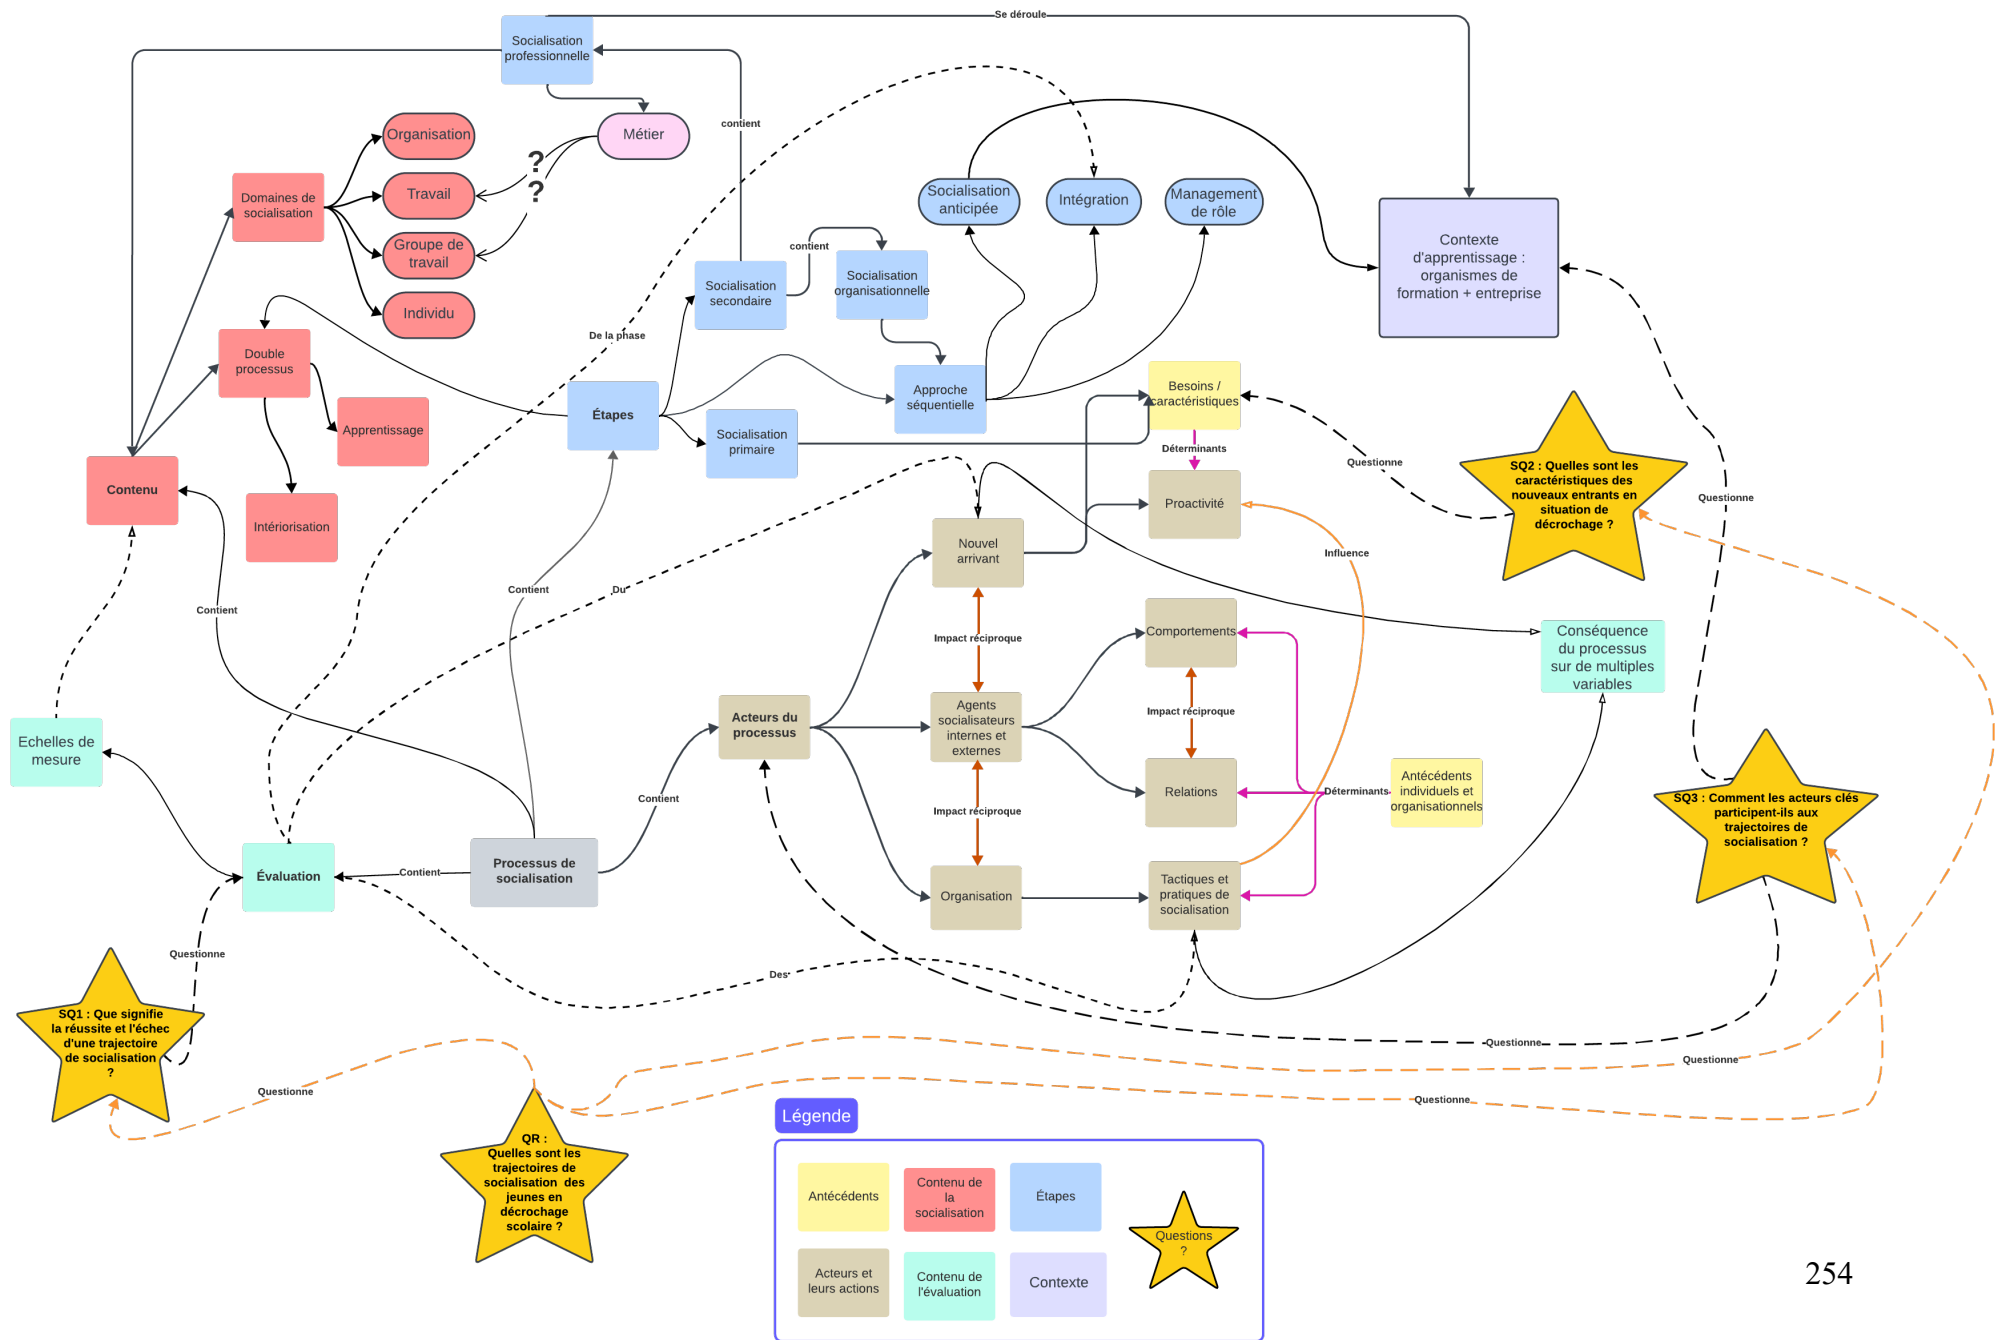 Se déroule
Socialisation
professionnelle
contient
Métier
Organisation
Travail
Groupe de
travail
Individu
?
?
Domaines de
socialisation
Socialisation
anticipée
Intégration
Management
de rôle
Contexte
d'apprentissage :
organismes de
formation + entreprise
contient
Socialisation
secondaire
Socialisation
organisationnelle
De la phase
Double
processus
Apprentissage
Intériorisation
Étapes
Socialisation
primaire
Approche
séquentielle
Besoins /
caractéristiques
Déterminants
Proactivité
Questionne
SQ2 : Quelles sont les
caractéristiques des
nouveaux entrants en
situation de
décrochage ?
Questionne
Contenu
Contient
Contient
Du
Nouvel
arrivant
Influence
Impact réciproque
Comportements
Conséquence
du processus
sur de multiples
variables
Acteurs du
processus
Agents
socialisateurs
internes et
externes
Impact réciproque
Echelles de
mesure
Contient
Impact réciproque
Relations
Déterminants
Antécédents
individuels et
organisationnels
SQ3 : Comment les acteurs clés
participent-ils aux
trajectoires de
socialisation ?
Évaluation
Contient
Processus de
socialisation
Organisation
Tactiques et
pratiques de
socialisation
Questionne
Des
SQ1 : Que signifie
la réussite et l'échec
d'une trajectoire
de socialisation
?
Questionne
Questionne
Questionne
Questionne
QR :
Quelles sont les
trajectoires de
socialisation des
jeunes en
décrochage
scolaire ?
Légende
Antécédents
Contenu de
la
socialisation
Étapes
Questions
?
Acteurs et
leurs actions
Contenu de
l'évaluation
Contexte
254